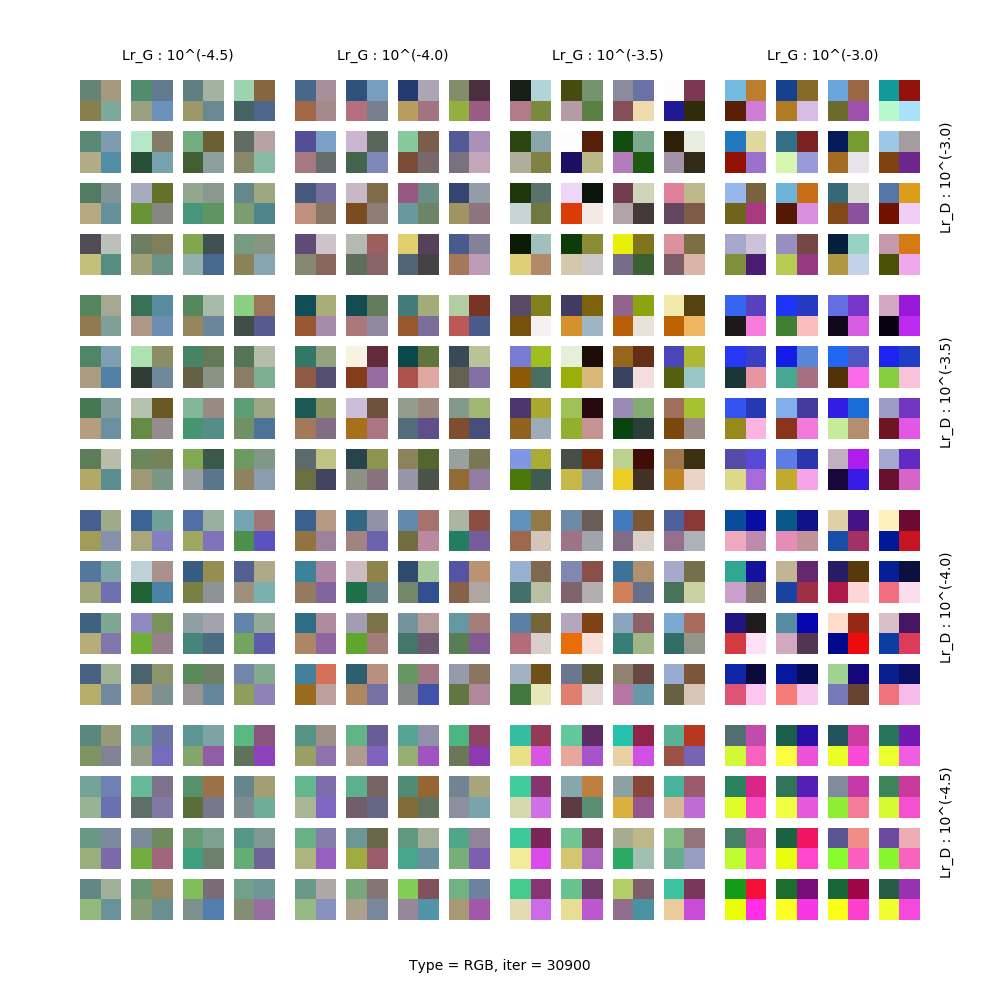 Lr_G : 10^(-4.5)
Lr_G : 10^(-4.0)
Lr_G : 10^(-3.5)
Lr_G : 10^(-3.0)
Lr_D : 10^(-3.0)
Lr_D : 10^(-3.5)
Lr_D : 10^(-4.0)
Lr_D : 10^(-4.5)
Type = RGB, iter = 30900